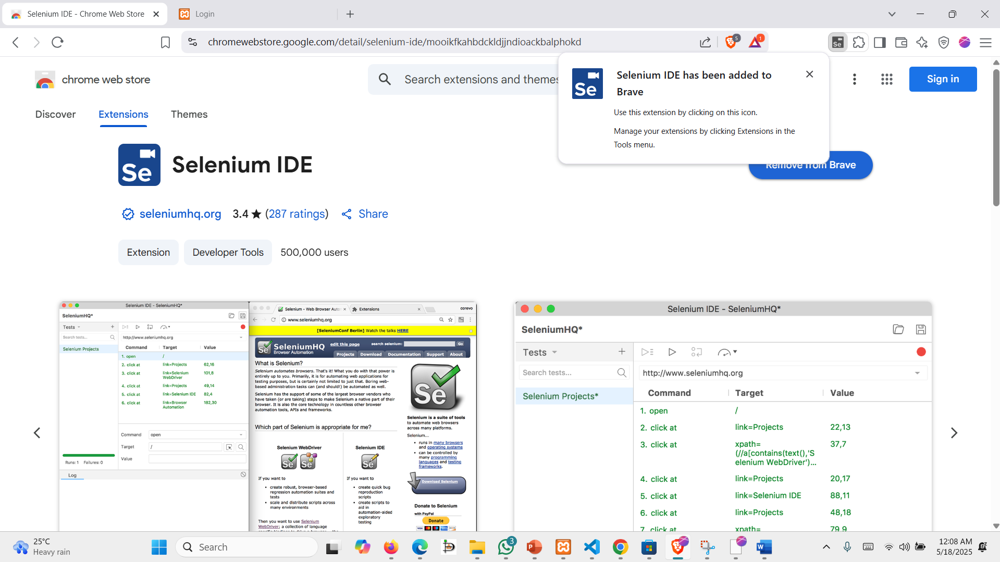 Selenium IDE - Chrome Web Store
Login
chromewebstore.google.com/detail/selenium-ide/mooikfkahbdckldjjndioackbalphokd
5
1
Se
chrome web store
Search extensions and themes
Sign in
Se
Selenium IDE has been added to
Brave
Use this extension by clicking on this icon.
Manage your extensions by clicking Extensions in the
Tools menu.
Discover
Extensions
Themes
Se
Selenium IDE
Remove from Brave
seleniumhq.org
3.4 ★ (287 ratings)
Share
Extension
Developer Tools
500,000 users
Selenium IDE - SeleniumHQ*
SeleniumHQ*
Tests
Search tests...
Selenium Projects
http://www.seleniumhq.org
Command Target Value
1. open /
2. click at link=Projects 62,16
3. click at link=Selenium WebDriver 101,8
4. click at link=Projects 49,14
5. click at link=Selenium IDE 82,4
6. click at link=Browser Automation 182,30
Command open
Target /
Value
Runs: 1 Failures: 0
Log
Selenium - Web Browser Auto
Extensions
corevo
www.seleniumhq.org
[SeleniumConf Berlin] Watch the talks HERE
SeleniumHQ
Browser Automation
edit this page
search selenium:
Go
Projects Download Documentation Support About
What is Selenium?
Selenium automates browsers. That's it! What you do with that power is
entirely up to you. Primarily, it is for automating web applications for
testing purposes, but is certainly not limited to just that. Boring web-
based administration tasks can (and should!) be automated as well.
Selenium has the support of some of the largest browser vendors who
have taken (or are taking) steps to make Selenium a native part of their
browser. It is also the core technology in countless other browser
automation tools, APIs and frameworks.
Which part of Selenium is appropriate for me?
Selenium WebDriver
If you want to
create robust, browser-based
regression automation suites and
tests
scale and distribute scripts across
many environments
Then you want to use Selenium
WebDriver; a collection of language
Selenium IDE
If you want to
create quick bug
reproduction
scripts
create scripts to
aid in
automation-aided
exploratory
testing
Se
Selenium is a suite of tools
to automate web browsers
across many platforms.
Selenium...
runs in many browsers
and operating systems
can be controlled by
many programming
languages and testing
frameworks.
Download Selenium
Donate to Selenium
with PayPal
Donate
VISA
Selenium IDE - SeleniumHQ*
SeleniumHQ*
Tests
Search tests...
Selenium Projects*
http://www.seleniumhq.org
Command Target Value
1. open /
2. click at link=Projects 22,13
3. click at xpath= 37,7
(//a[contains(text(),'S
elenium WebDriver')...
4. click at link=Projects 20,17
5. click at link=Selenium IDE 88,11
6. click at link=Projects 48,18
7. click at xpath= 79,9
25°C
Heavy rain
Search
3
12:08 AM
5/18/2025